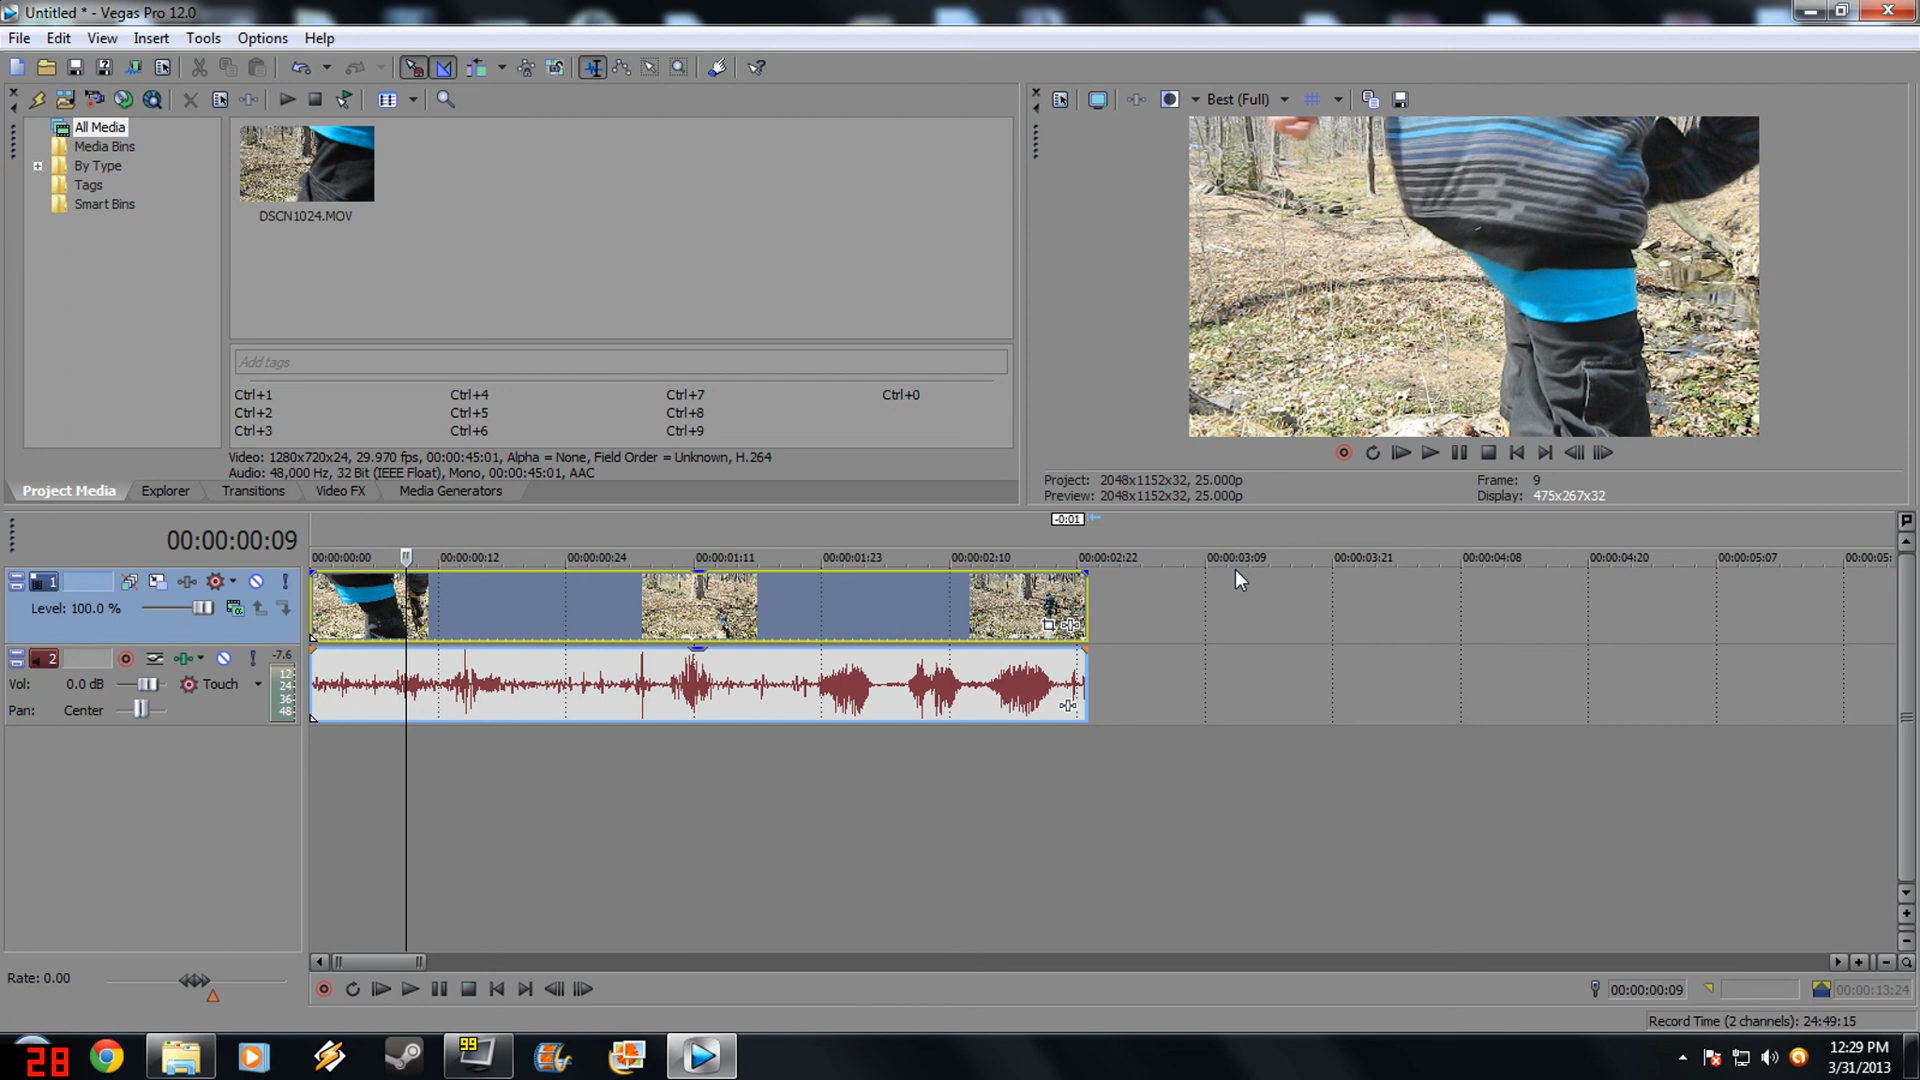 Untitled * - Vegas Pro 12.0
File Edit View Insert Tools Options Help
Best (Full)
All Media
Media Bins
By Type
Tags
Smart Bins
DSCN1024.MOV
Add tags
Ctrl+1 Ctrl+4 Ctrl+7 Ctrl+0
Ctrl+2 Ctrl+5 Ctrl+8
Ctrl+3 Ctrl+6 Ctrl+9
Video: 1280x720x24, 29.970 fps, 00:00:45:01, Alpha = None, Field Order = Unknown, H.264
Audio: 48,000 Hz, 32 Bit (IEEE Float), Mono, 00:00:45:01, AAC
Project Media Explorer Transitions Video FX Media Generators
Project: 2048x1152x32, 25.000p Frame: 9
Preview: 2048x1152x32, 25.000p Display: 475x267x32
-0:01
00:00:00:09
00:00:00:00 00:00:00:12 00:00:00:24 00:00:01:11 00:00:01:23 00:00:02:10 00:00:02:22 00:00:03:09 00:00:03:21 00:00:04:08 00:00:04:20 00:00:05:07 00:00:05:
1
Level: 100.0 %
2 -7.6
Vol: 0.0 dB Touch
Pan: Center
12
24
36
48
Rate: 0.00
00:00:00:09 00:00:13:24
Record Time (2 channels): 24:49:15
28
99
12:29 PM
3/31/2013